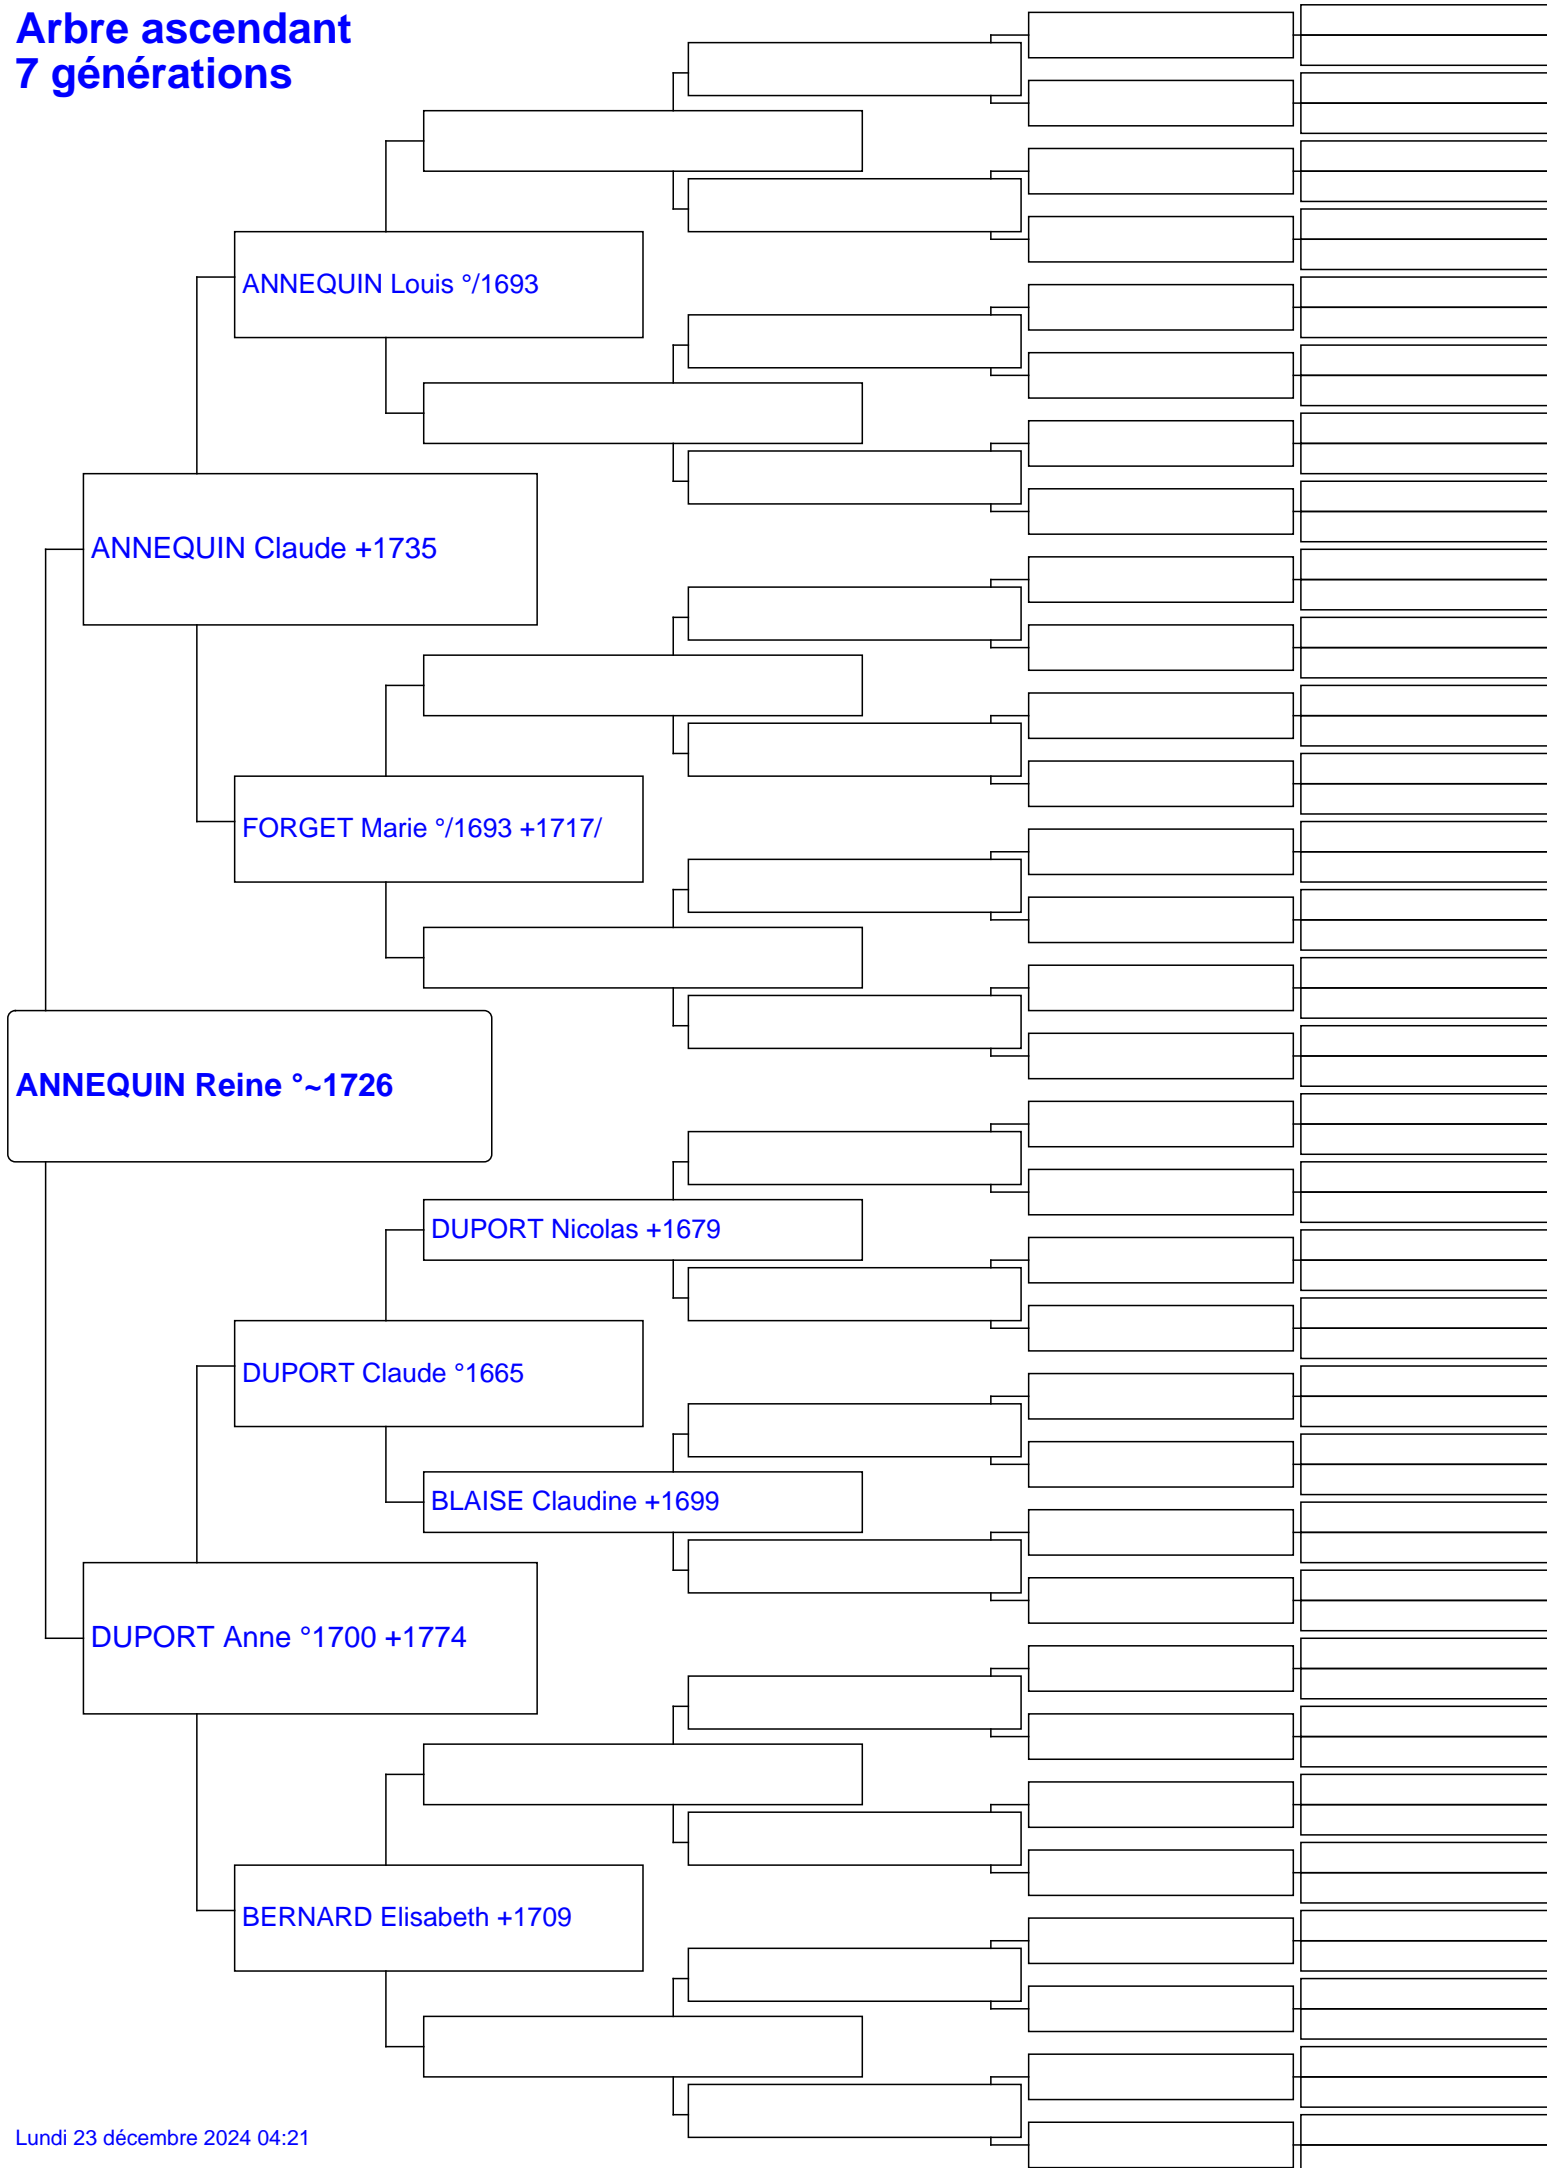 Arbre ascendant
7 générations
ANNEQUIN Louis °/1693
ANNEQUIN Claude +1735
FORGET Marie °/1693 +1717/
ANNEQUIN Reine °~1726
DUPORT Nicolas +1679
DUPORT Claude °1665
BLAISE Claudine +1699
DUPORT Anne °1700 +1774
BERNARD Elisabeth +1709
Lundi 23 décembre 2024 04:21